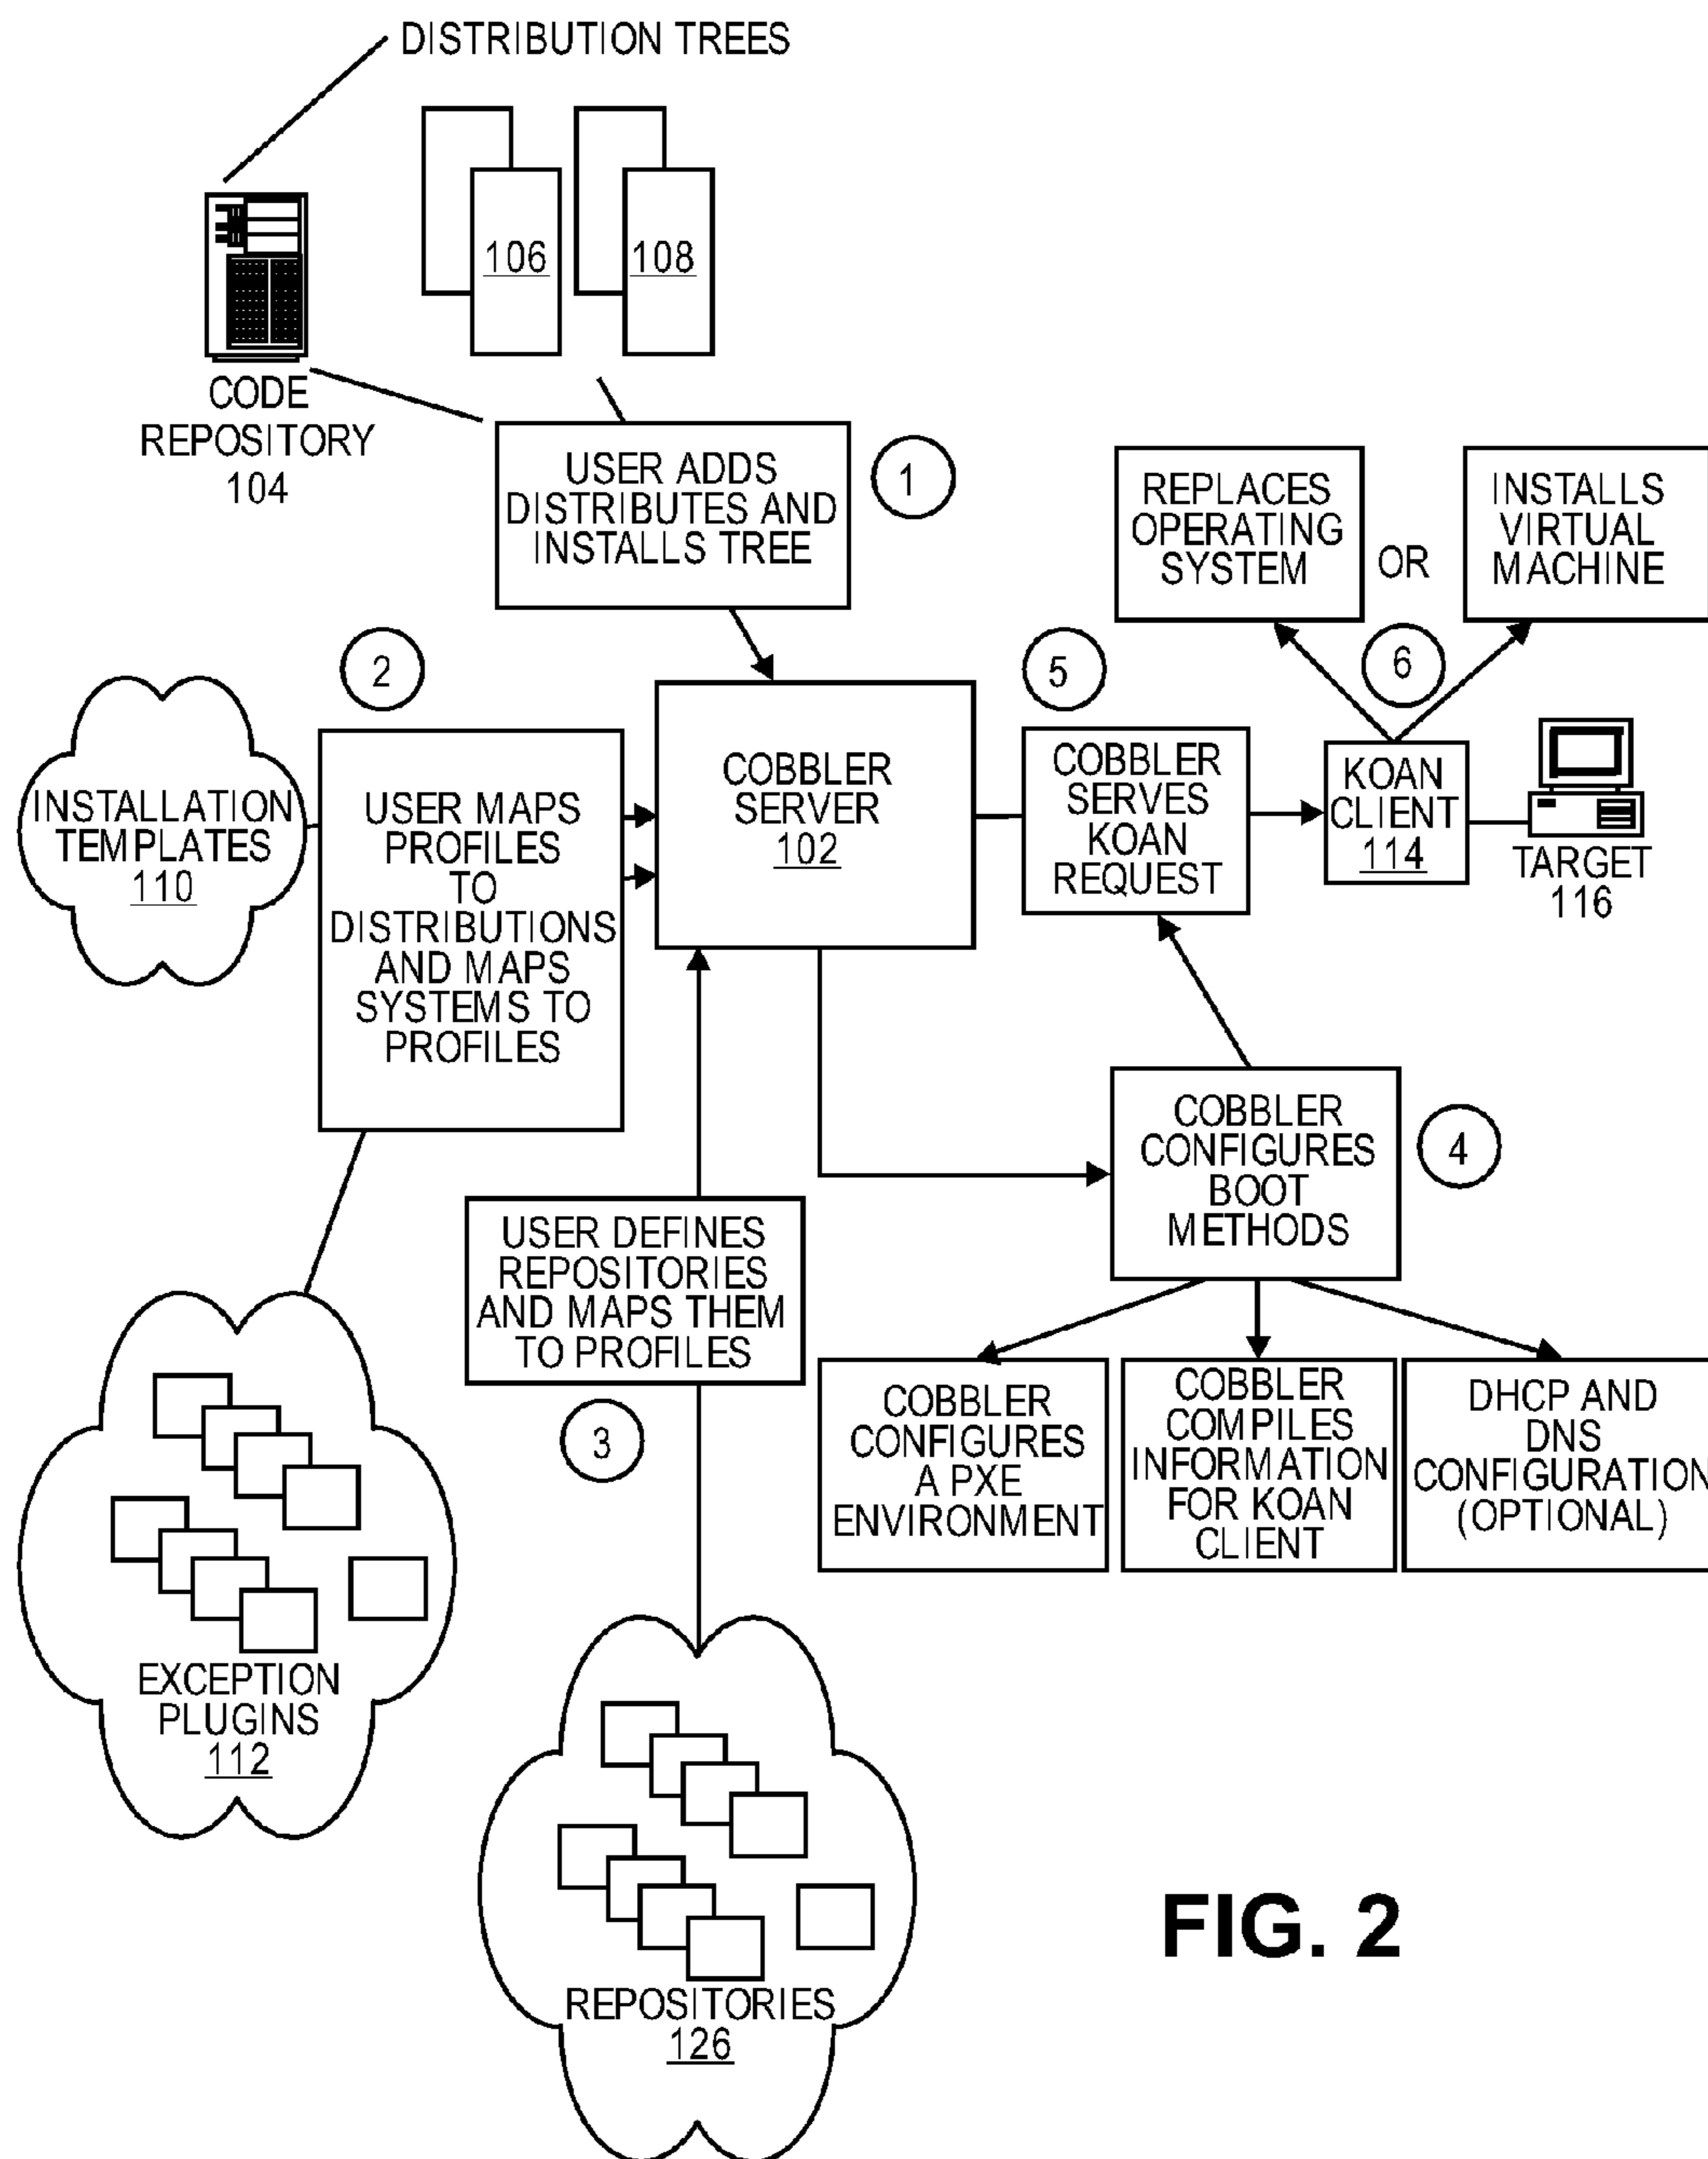 DISTRIBUTION TREES
106
108
CODE
REPOSITORY
104
USER ADDS
DISTRIBUTES AND
INSTALLS TREE
1
REPLACES
OPERATING
SYSTEM
OR
INSTALLS
VIRTUAL
MACHINE
2
5
6
INSTALLATION
TEMPLATES
110
USER MAPS
PROFILES
TO
DISTRIBUTIONS
AND MAPS
SYSTEMS TO
PROFILES
COBBLER
SERVER
102
COBBLER
SERVES
KOAN
REQUEST
KOAN
CLIENT
114
TARGET
116
COBBLER
CONFIGURES
BOOT
METHODS
4
USER DEFINES
REPOSITORIES
AND MAPS THEM
TO PROFILES
3
COBBLER
CONFIGURES
A PXE
ENVIRONMENT
COBBLER
COMPILES
INFORMATION
FOR KOAN
CLIENT
DHCP AND
DNS
CONFIGURATION
(OPTIONAL)
EXCEPTION
PLUGINS
112
REPOSITORIES
126
FIG. 2